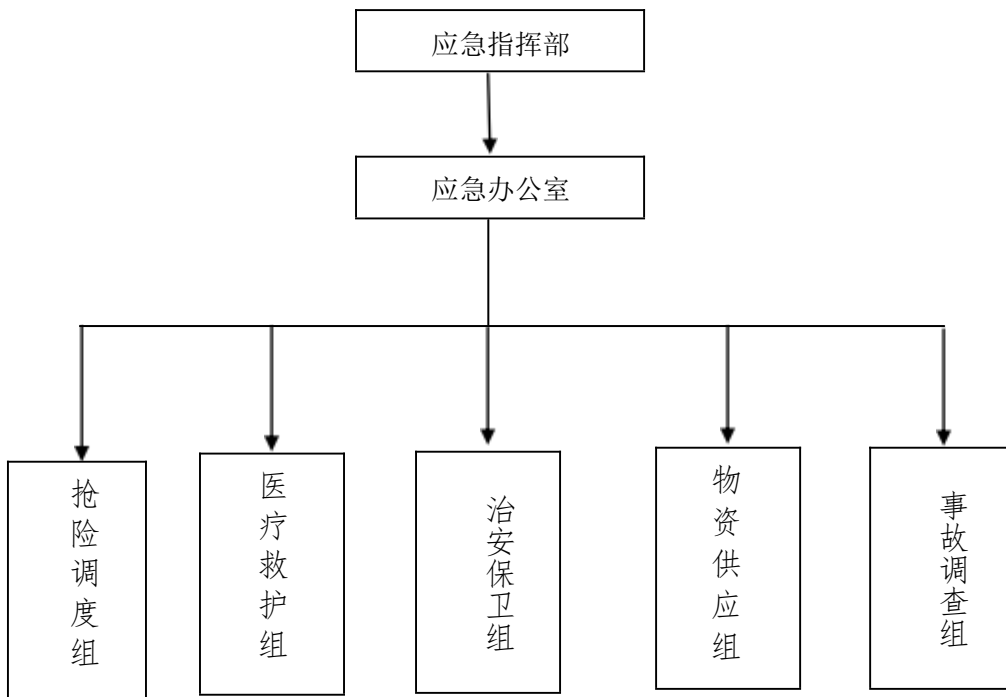 应急指挥部
应急办公室
抢险调度组
医疗救护组
治安保卫组
物资供应组
事故调查组